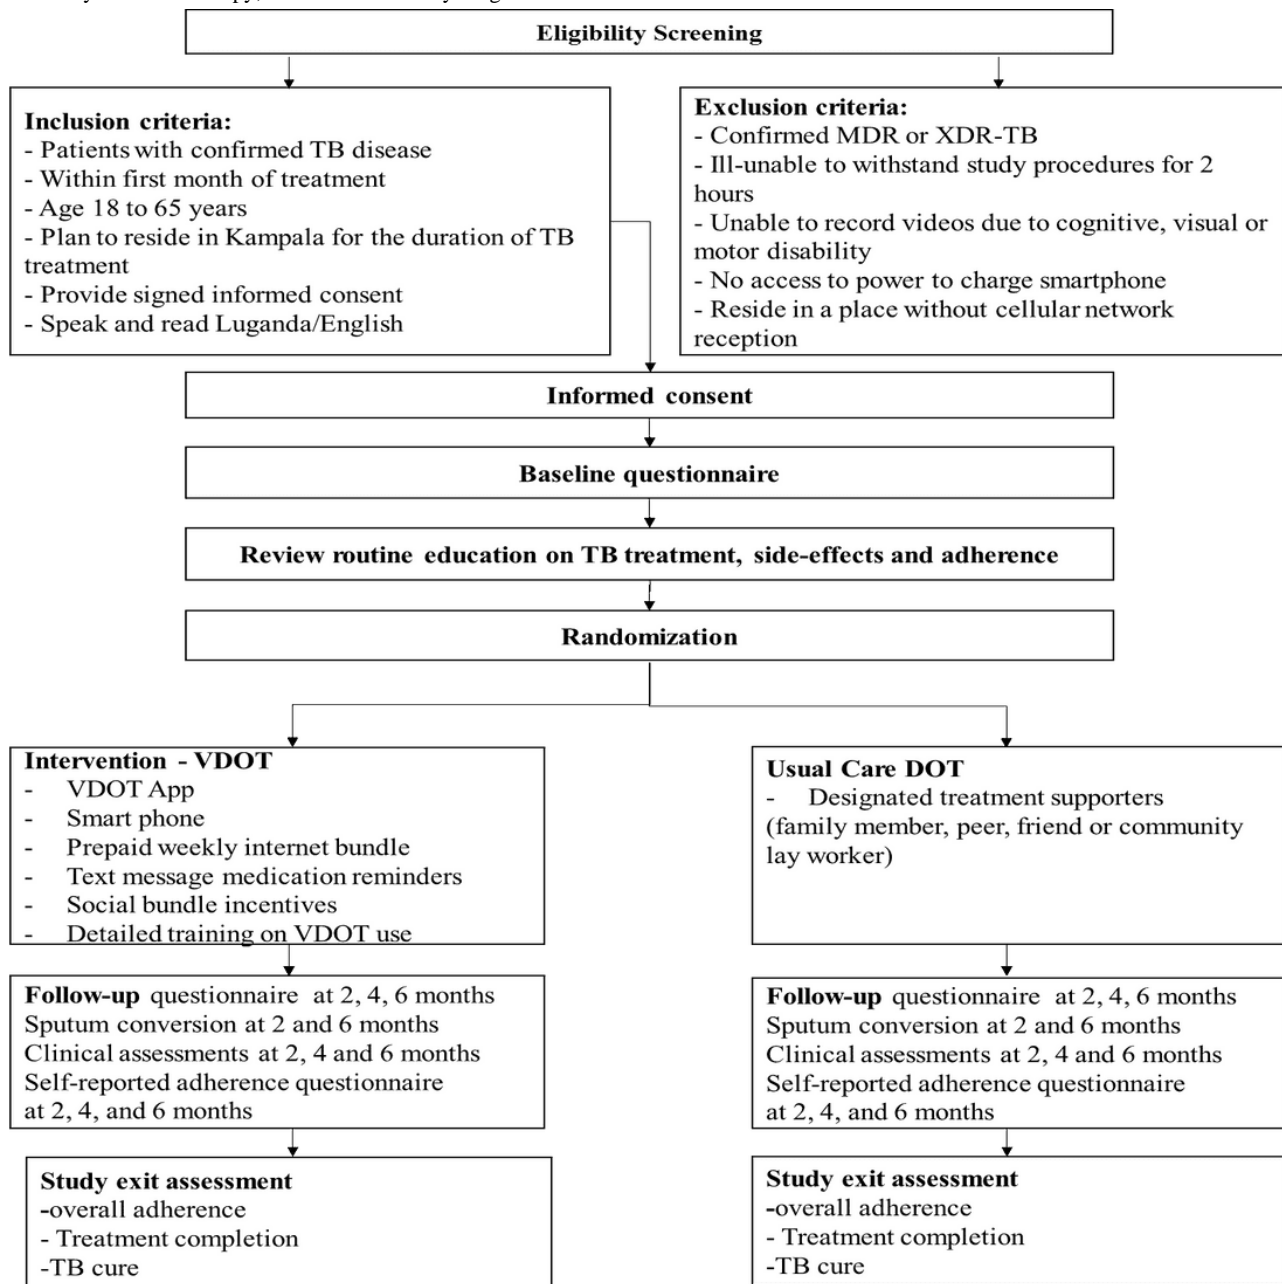 Eligibility Screening
Inclusion criteria:
- Patients with confirmed TB disease
- Within first month of treatment
- Age 18 to 65 years
- Plan to reside in Kampala for the duration of TB
treatment
- Provide signed informed consent
- Speak and read Luganda/English
Exclusion criteria:
- Confirmed MDR or XDR-TB
- Ill-unable to withstand study procedures for 2
hours
- Unable to record videos due to cognitive, visual or
motor disability
- No access to power to charge smartphone
- Reside in a place without cellular network
reception
Informed consent
Baseline questionnaire
Review routine education on TB treatment, side-effects and adherence
Randomization
Intervention - VDOT
- VDOT App
- Smart phone
- Prepaid weekly internet bundle
- Text message medication reminders
- Social bundle incentives
- Detailed training on VDOT use
Usual Care DOT
- Designated treatment supporters
(family member, peer, friend or community
lay worker)
Follow-up questionnaire at 2, 4, 6 months
Sputum conversion at 2 and 6 months
Clinical assessments at 2, 4 and 6 months
Self-reported adherence questionnaire
at 2, 4, and 6 months
Follow-up questionnaire at 2, 4, 6 months
Sputum conversion at 2 and 6 months
Clinical assessments at 2, 4 and 6 months
Self-reported adherence questionnaire
at 2, 4, and 6 months
Study exit assessment
-overall adherence
- Treatment completion
-TB cure
Study exit assessment
-overall adherence
- Treatment completion
-TB cure